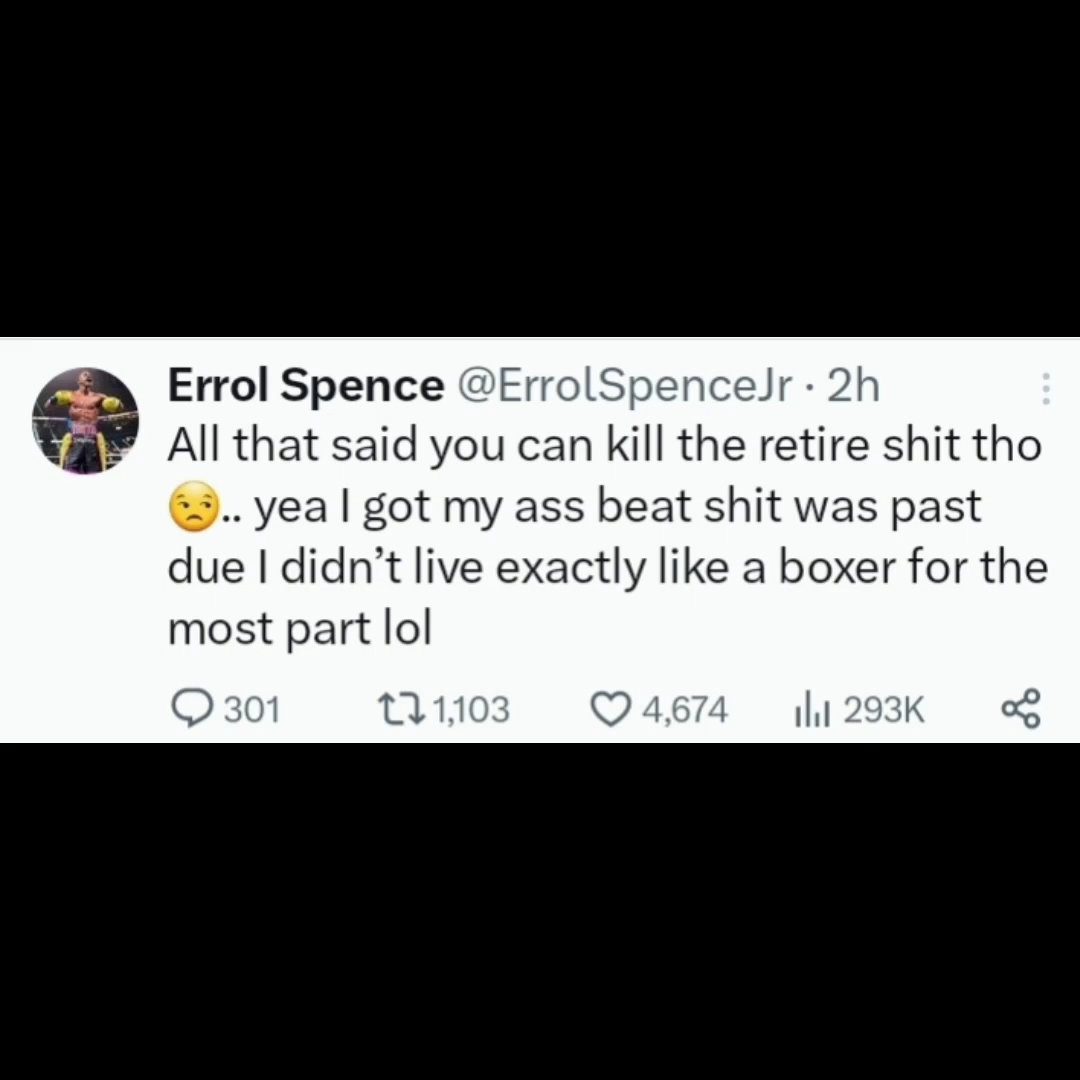 Errol Spence @ErrolSpenceJr · 2h
All that said you can kill the retire shit tho
😒.. yea I got my ass beat shit was past
due I didn’t live exactly like a boxer for the
most part lol
301 1,103 4,674 293K